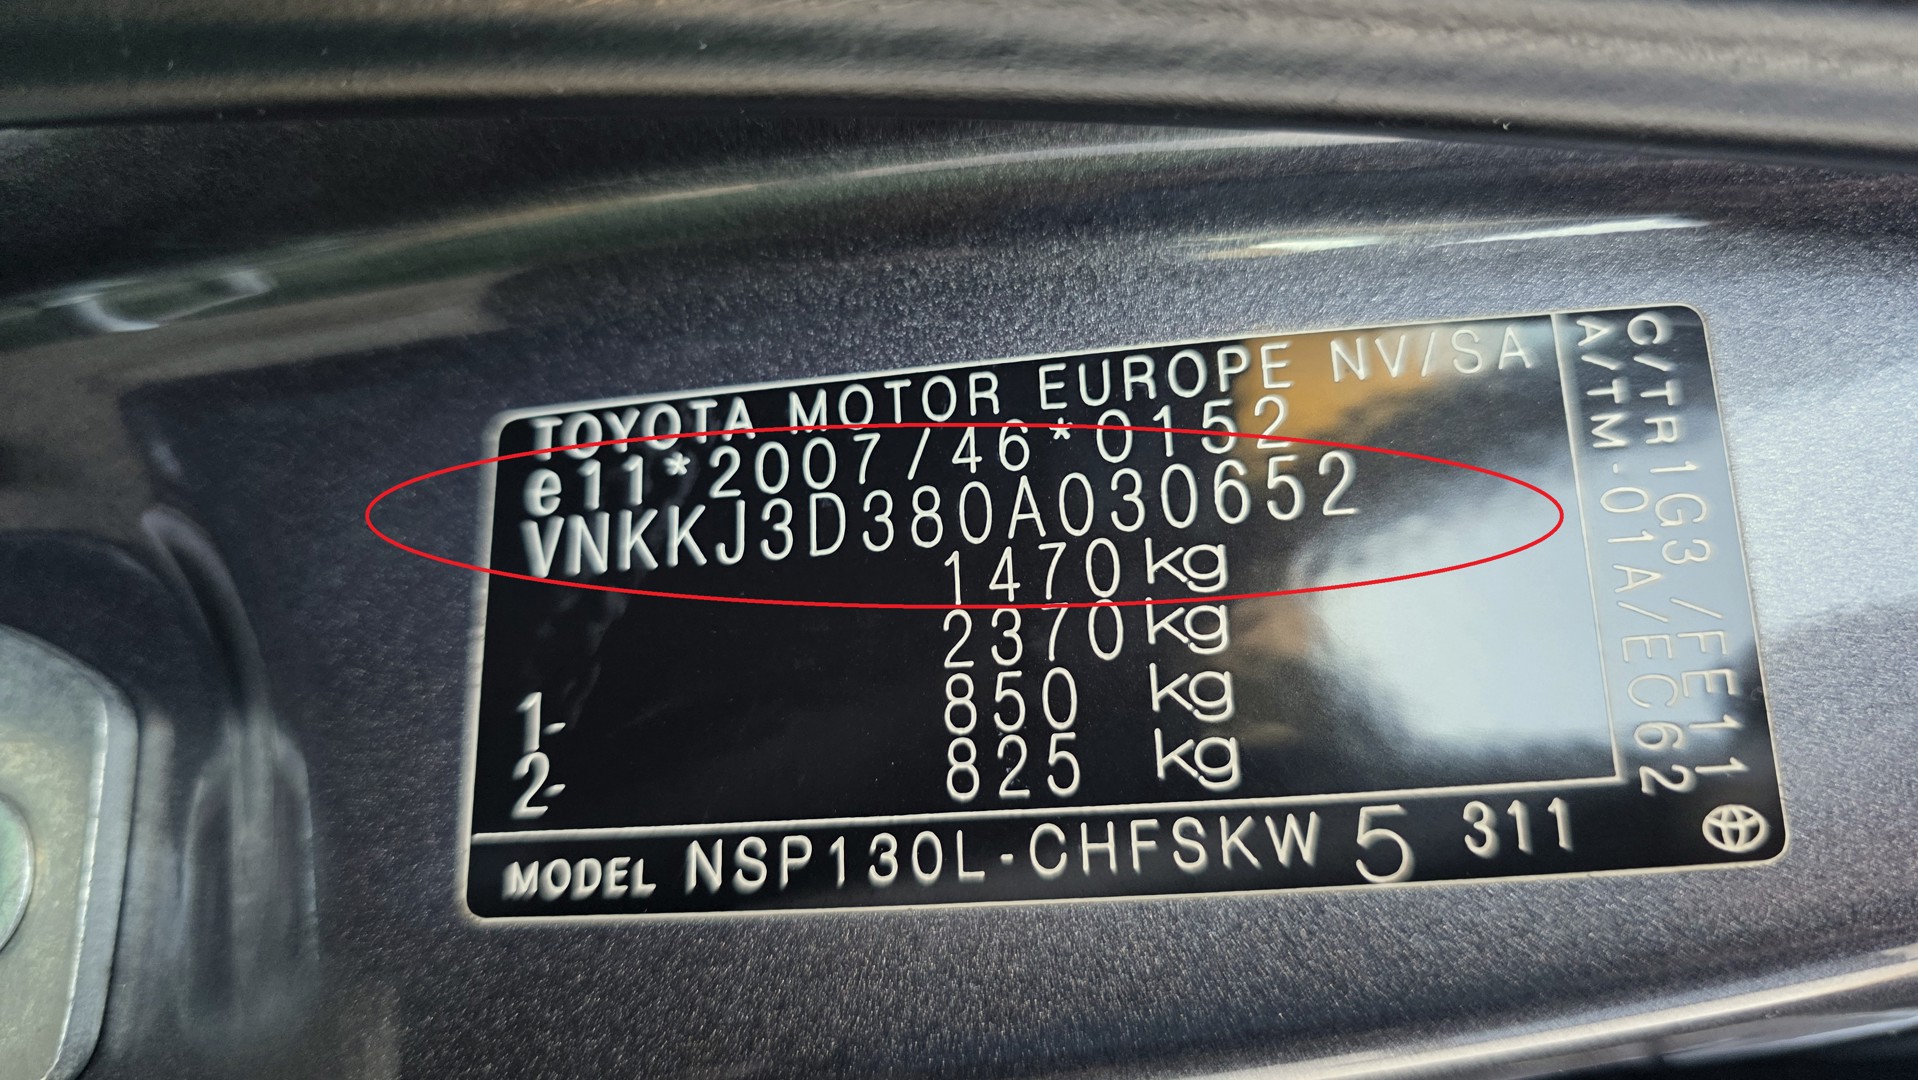 TOYOTA MOTOR EUROPE NV/SA
e11*2007/46*0152
VNKKJ3D380A030652
1470 kg
2370 kg
1- 850 kg
2- 825 kg
C/TR 1G3/FE11
A/TM.01A/EC62
MODEL NSP130L-CHFSKW 5 311